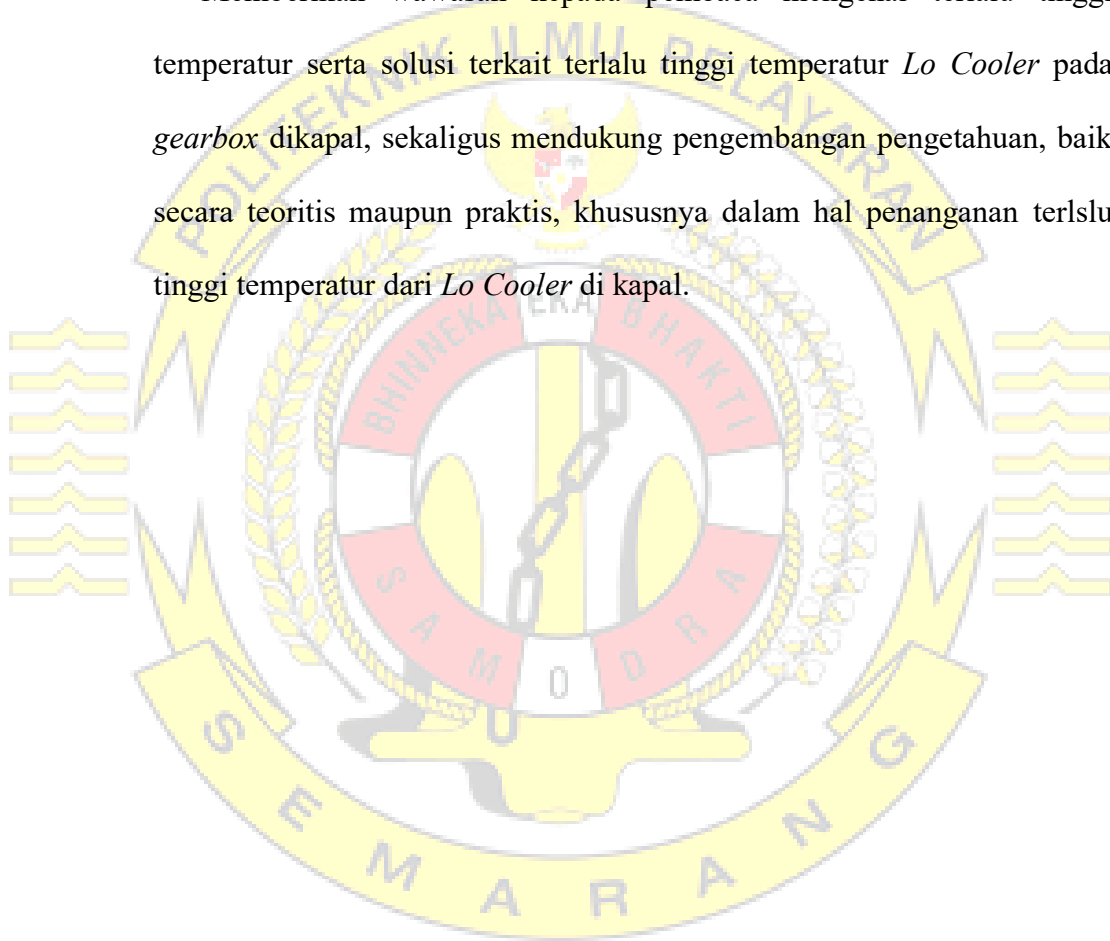 temperatur serta solusi terkait terlalu tinggi temperatur Lo Cooler pada
gearbox dikapal, sekaligus mendukung pengembangan pengetahuan, baik
secara teoritis maupun praktis, khususnya dalam hal penanganan terlslu
tinggi temperatur dari Lo Cooler di kapal.
POLITEKNIK ILMU PELAYARAN
BHINNEKA EKA BHAKTI
SAMODRA
SEMARANG